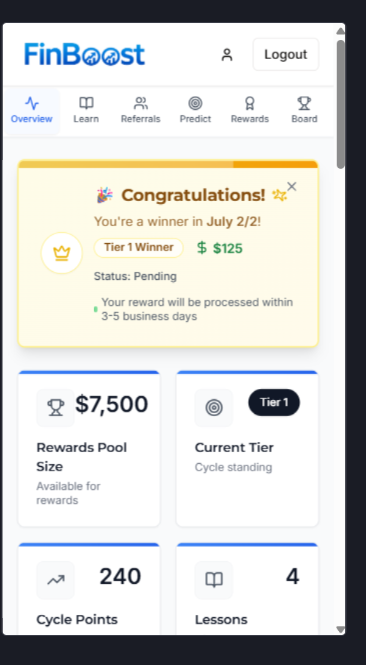 FinBoost
Logout
Overview
Learn
Referrals
Predict
Rewards
Board
🎉 Congratulations! 🎊
You're a winner in July 2/2!
Tier 1 Winner
$ $125
Status: Pending
Your reward will be processed within
3-5 business days
$7,500
Rewards Pool
Size
Available for
rewards
Tier 1
Current Tier
Cycle standing
240
Cycle Points
4
Lessons